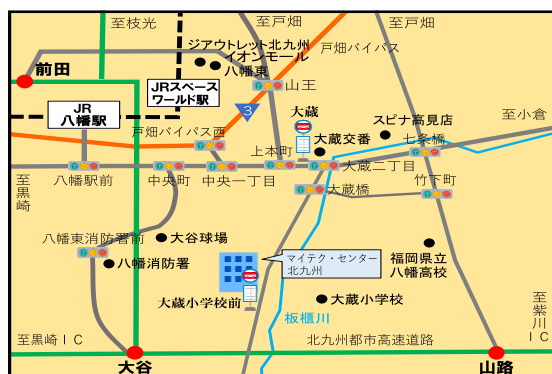 至枝光
至戸畑
至戸畑
ジアウトレット北九州
イオンモール
八幡東
戸畑バイパス
前田
JRスペース
ワールド駅
山王
JR
八幡駅
3
大蔵
スピナ高見店
至小倉
戸畑バイパス西
大蔵交番
七条橋
上本町
至黒崎
八幡駅前
中央町
中央一丁目
大蔵二丁目
大蔵橋
竹下町
八幡東消防署前
大谷球場
マイテク・センター
北九州
福岡県立
八幡高校
八幡消防署
大蔵小学校前
大蔵小学校
板櫃川
至紫川IC
至黒崎IC
北九州都市高速道路
大谷
山路